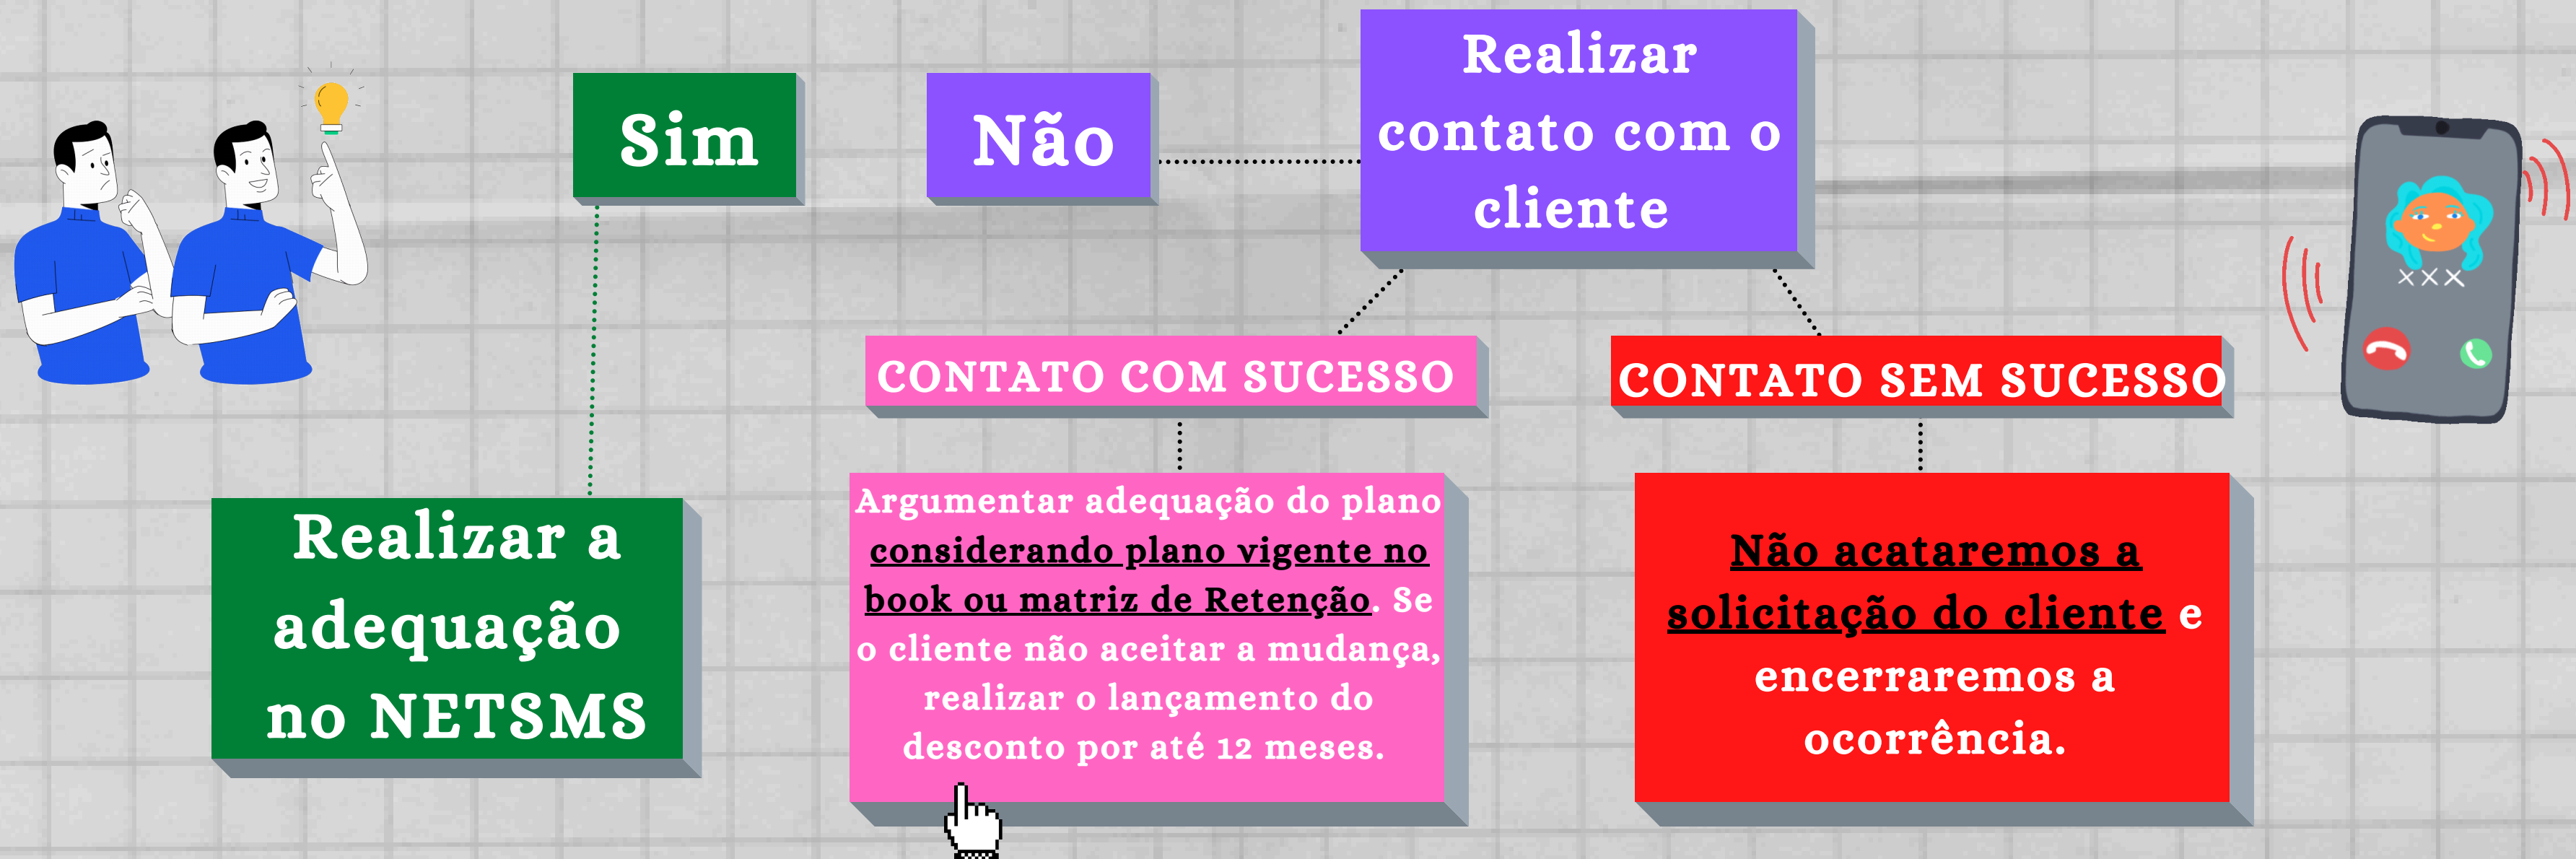 Sim
Não
Realizar
contato com o
cliente
CONTATO COM SUCESSO
CONTATO SEM SUCESSO
Realizar a
adequação
no NETSMS
Argumentar adequação do plano
considerando plano vigente no
book ou matriz de Retenção. Se
o cliente não aceitar a mudança,
realizar o lançamento do
desconto por até 12 meses.
Não acataremos a
solicitação do cliente e
encerraremos a
ocorrência.